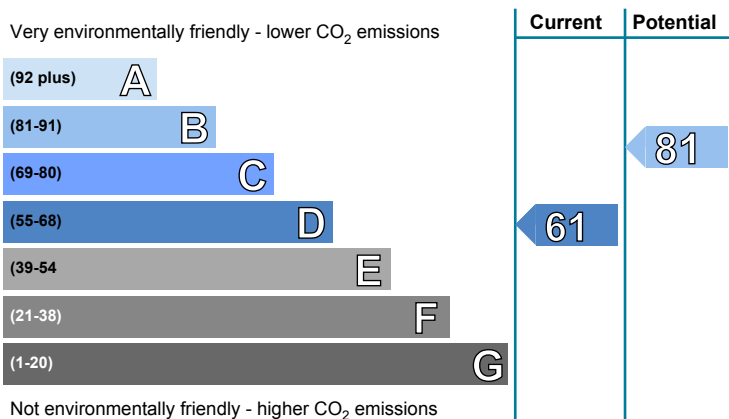 Very environmentally friendly - lower CO2 emissions
Current
Potential
(92 plus) A
(81-91) B
81
(69-80) C
(55-68) D
61
(39-54 E
(21-38) F
(1-20) G
Not environmentally friendly - higher CO2 emissions